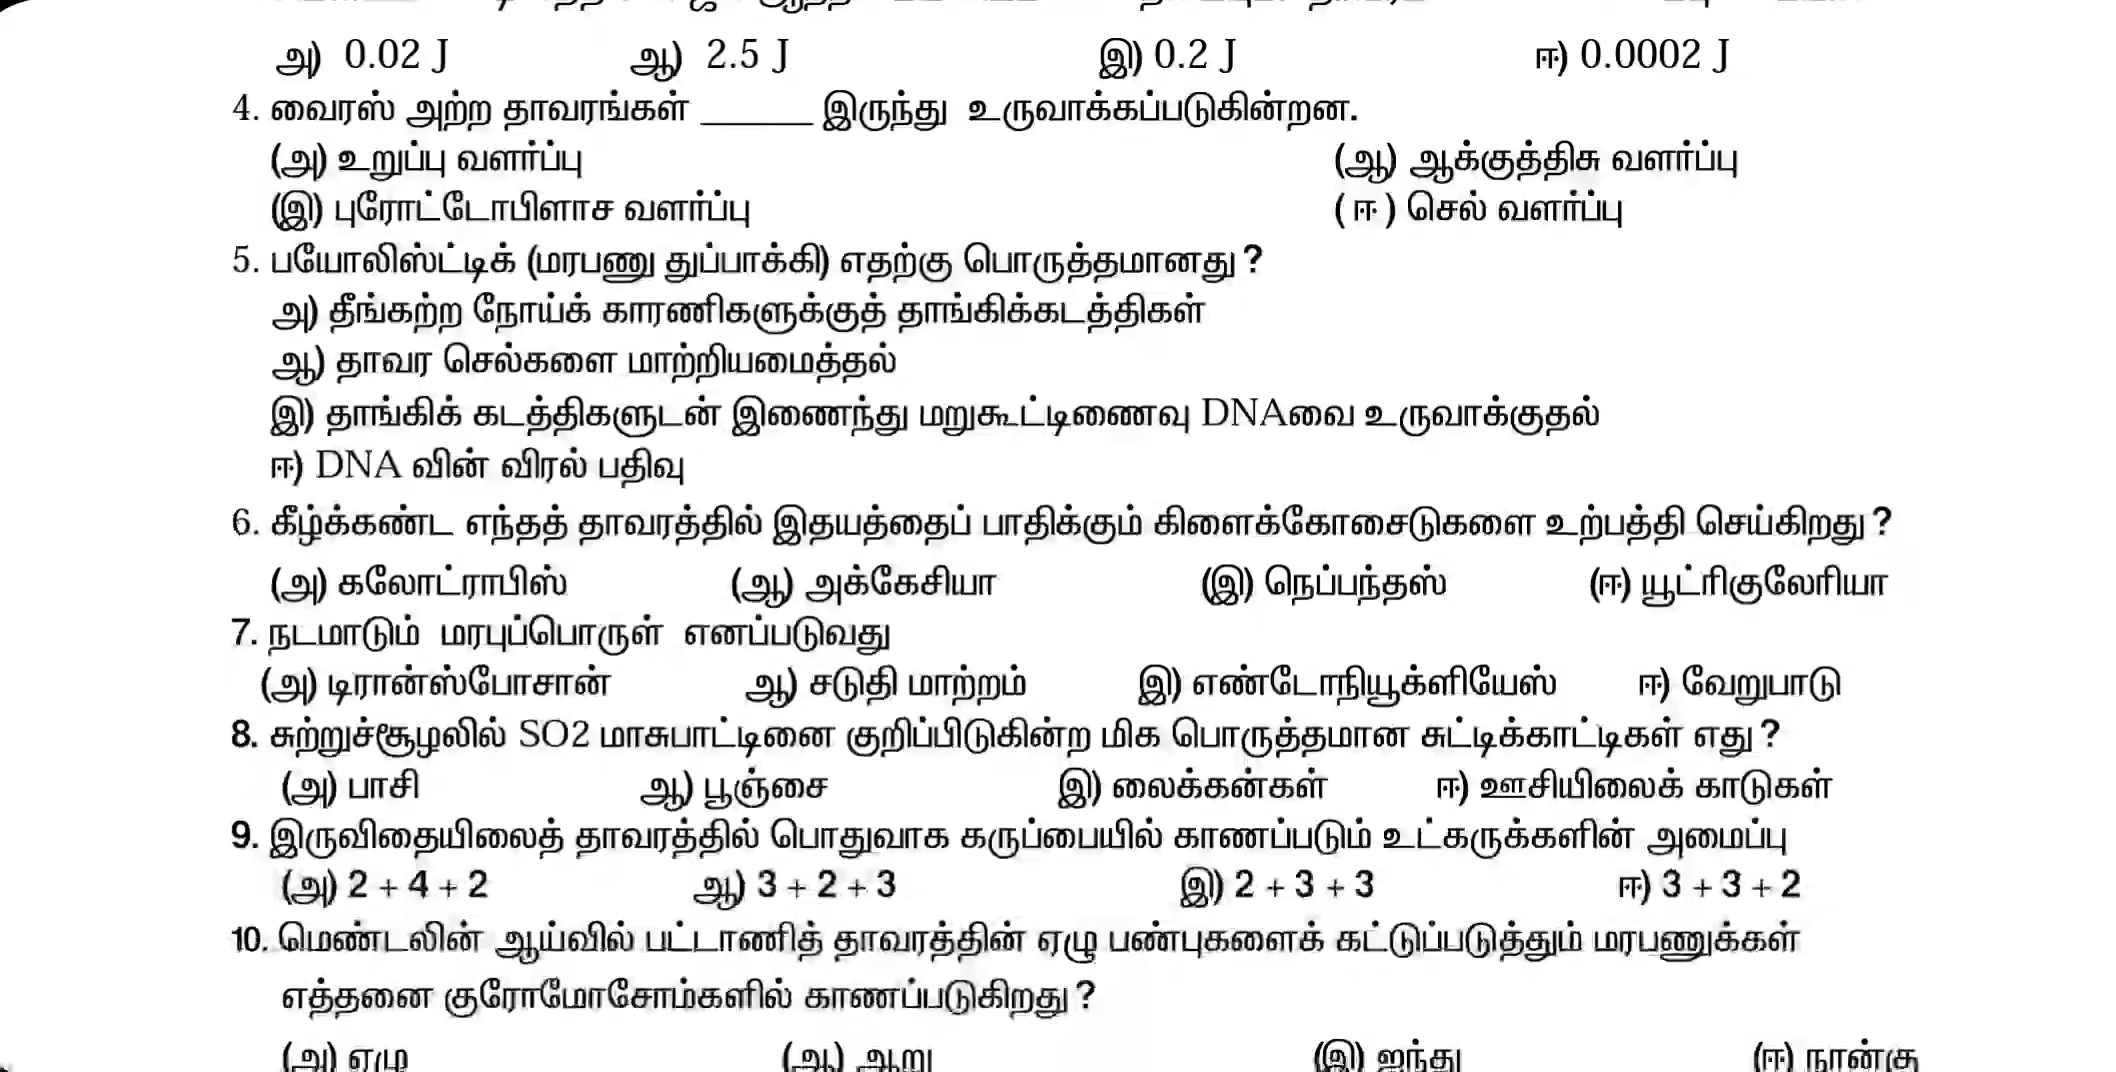 அ) 0.02 J ஆ) 2.5 J இ) 0.2 J ஈ) 0.0002 J
4. வைரஸ் அற்ற தாவரங்கள் ______ இருந்து உருவாக்கப்படுகின்றன.
(அ) உறுப்பு வளர்ப்பு (ஆ) ஆக்குத்திசு வளர்ப்பு
(இ) புரோட்டோபிளாச வளர்ப்பு ( ஈ ) செல் வளர்ப்பு
5. பயோலிஸ்ட்டிக் (மரபணு துப்பாக்கி) எதற்கு பொருத்தமானது ?
அ) தீங்கற்ற நோய்க் காரணிகளுக்குத் தாங்கிக்கடத்திகள்
ஆ) தாவர செல்களை மாற்றியமைத்தல்
இ) தாங்கிக் கடத்திகளுடன் இணைந்து மறுகூட்டிணைவு DNAவை உருவாக்குதல்
ஈ) DNA வின் விரல் பதிவு
6. கீழ்க்கண்ட எந்தத் தாவரத்தில் இதயத்தைப் பாதிக்கும் கிளைக்கோசைடுகளை உற்பத்தி செய்கிறது ?
(அ) கலோட்ராபிஸ் (ஆ) அக்கேசியா (இ) நெப்பந்தஸ் (ஈ) யூட்ரிகுலேரியா
7. நடமாடும் மரபுப்பொருள் எனப்படுவது
(அ) டிரான்ஸ்போசான் ஆ) சடுதி மாற்றம் இ) எண்டோநியூக்ளியேஸ் ஈ) வேறுபாடு
8. சுற்றுச்சூழலில் SO2 மாசுபாட்டினை குறிப்பிடுகின்ற மிக பொருத்தமான சுட்டிக்காட்டிகள் எது ?
(அ) பாசி ஆ) பூஞ்சை இ) லைக்கன்கள் ஈ) ஊசியிலைக் காடுகள்
9. இருவிதையிலைத் தாவரத்தில் பொதுவாக கருப்பையில் காணப்படும் உட்கருக்களின் அமைப்பு
(அ) 2 + 4 + 2 ஆ) 3 + 2 + 3 இ) 2 + 3 + 3 ஈ) 3 + 3 + 2
10. மெண்டலின் ஆய்வில் பட்டாணித் தாவரத்தின் ஏழு பண்புகளைக் கட்டுப்படுத்தும் மரபணுக்கள்
எத்தனை குரோமோசோம்களில் காணப்படுகிறது ?
(அ) ஏழு (ஆ) ஆறு (இ) ஐந்து (ஈ) நான்கு